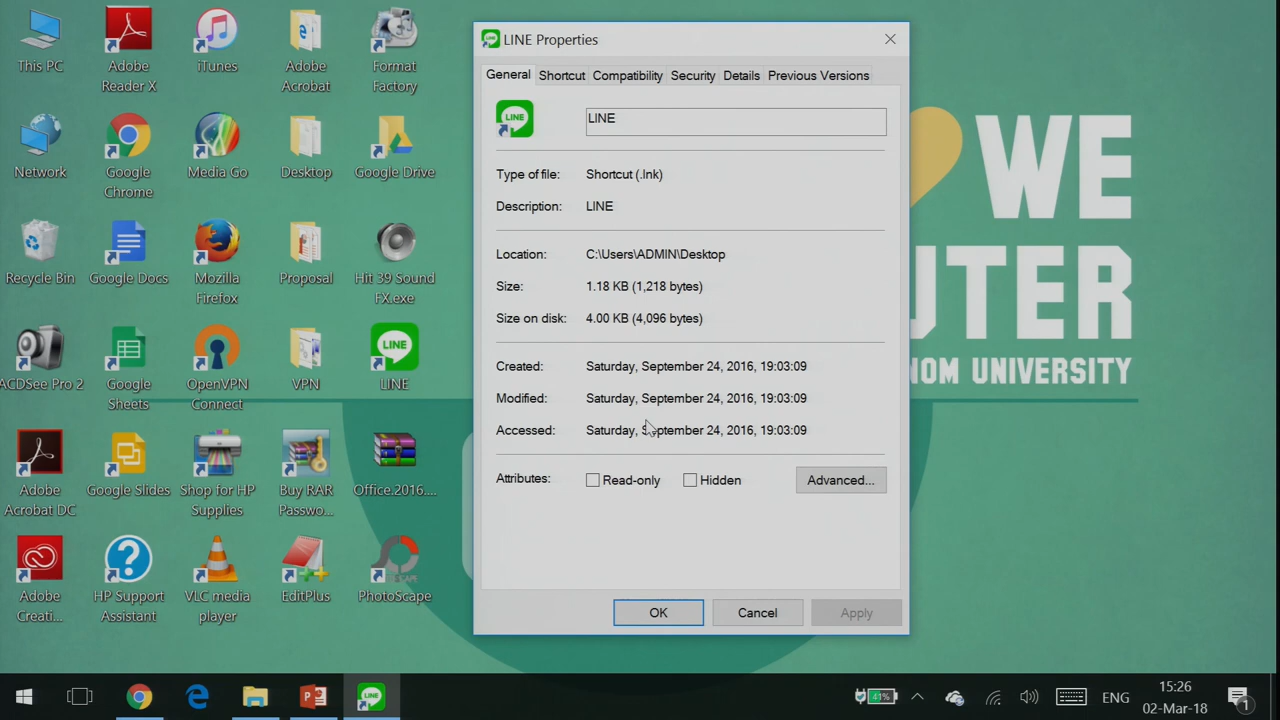 This PC
Adobe
Reader X
iTunes
Adobe
Acrobat
Format
Factory
Network
Google
Chrome
Media Go
Desktop
Google Drive
Recycle Bin
Google Docs
Mozilla
Firefox
Proposal
Hit 39 Sound
FX.exe
ACDSee Pro 2
Google
Sheets
OpenVPN
Connect
VPN
LINE
LINE
Adobe
Acrobat DC
Google Slides
Shop for HP
Supplies
Buy RAR
Passwo...
Office.2016....
Adobe
Creati...
HP Support
Assistant
VLC media
player
EditPlus
PhotoScape
LINE Properties
General
Shortcut
Compatibility
Security
Details
Previous Versions
LINE
LINE
Type of file: Shortcut (.lnk)
Description: LINE
Location: C:\Users\ADMIN\Desktop
Size: 1.18 KB (1,218 bytes)
Size on disk: 4.00 KB (4,096 bytes)
Created: Saturday, September 24, 2016, 19:03:09
Modified: Saturday, September 24, 2016, 19:03:09
Accessed: Saturday, September 24, 2016, 19:03:09
Attributes: Read-only Hidden Advanced...
OK
Cancel
Apply
WE
UTER
NOM UNIVERSITY
41%
ENG
15:26
02-Mar-18
1